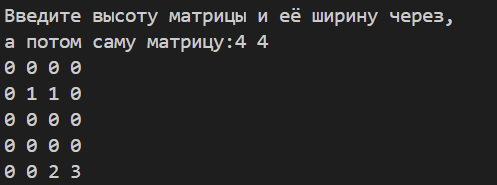 Введите высоту матрицы и её ширину через,
а потом саму матрицу:4 4
0 0 0 0
0 1 1 0
0 0 0 0
0 0 0 0
0 0 2 3